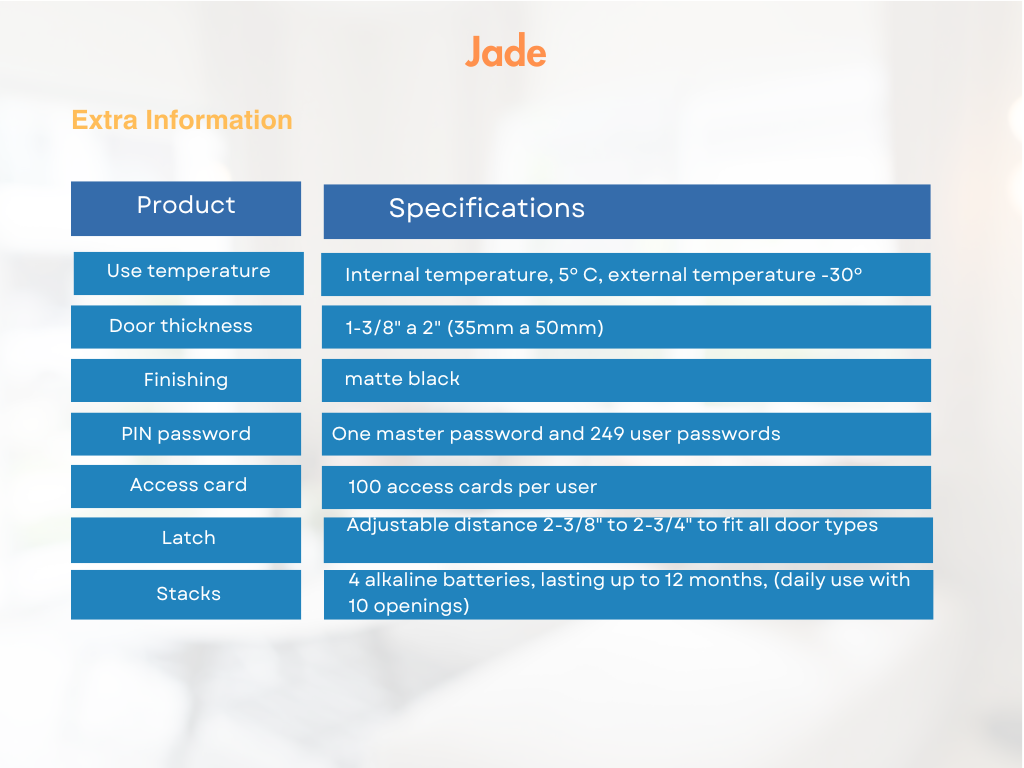 Jade
Extra Information
Product
Specifications
Use temperature
Internal temperature, 5º C, external temperature -30º
Door thickness
1-3/8" a 2" (35mm a 50mm)
Finishing
matte black
PIN password
One master password and 249 user passwords
Access card
100 access cards per user
Latch
Adjustable distance 2-3/8" to 2-3/4" to fit all door types
Stacks
4 alkaline batteries, lasting up to 12 months, (daily use with
10 openings)